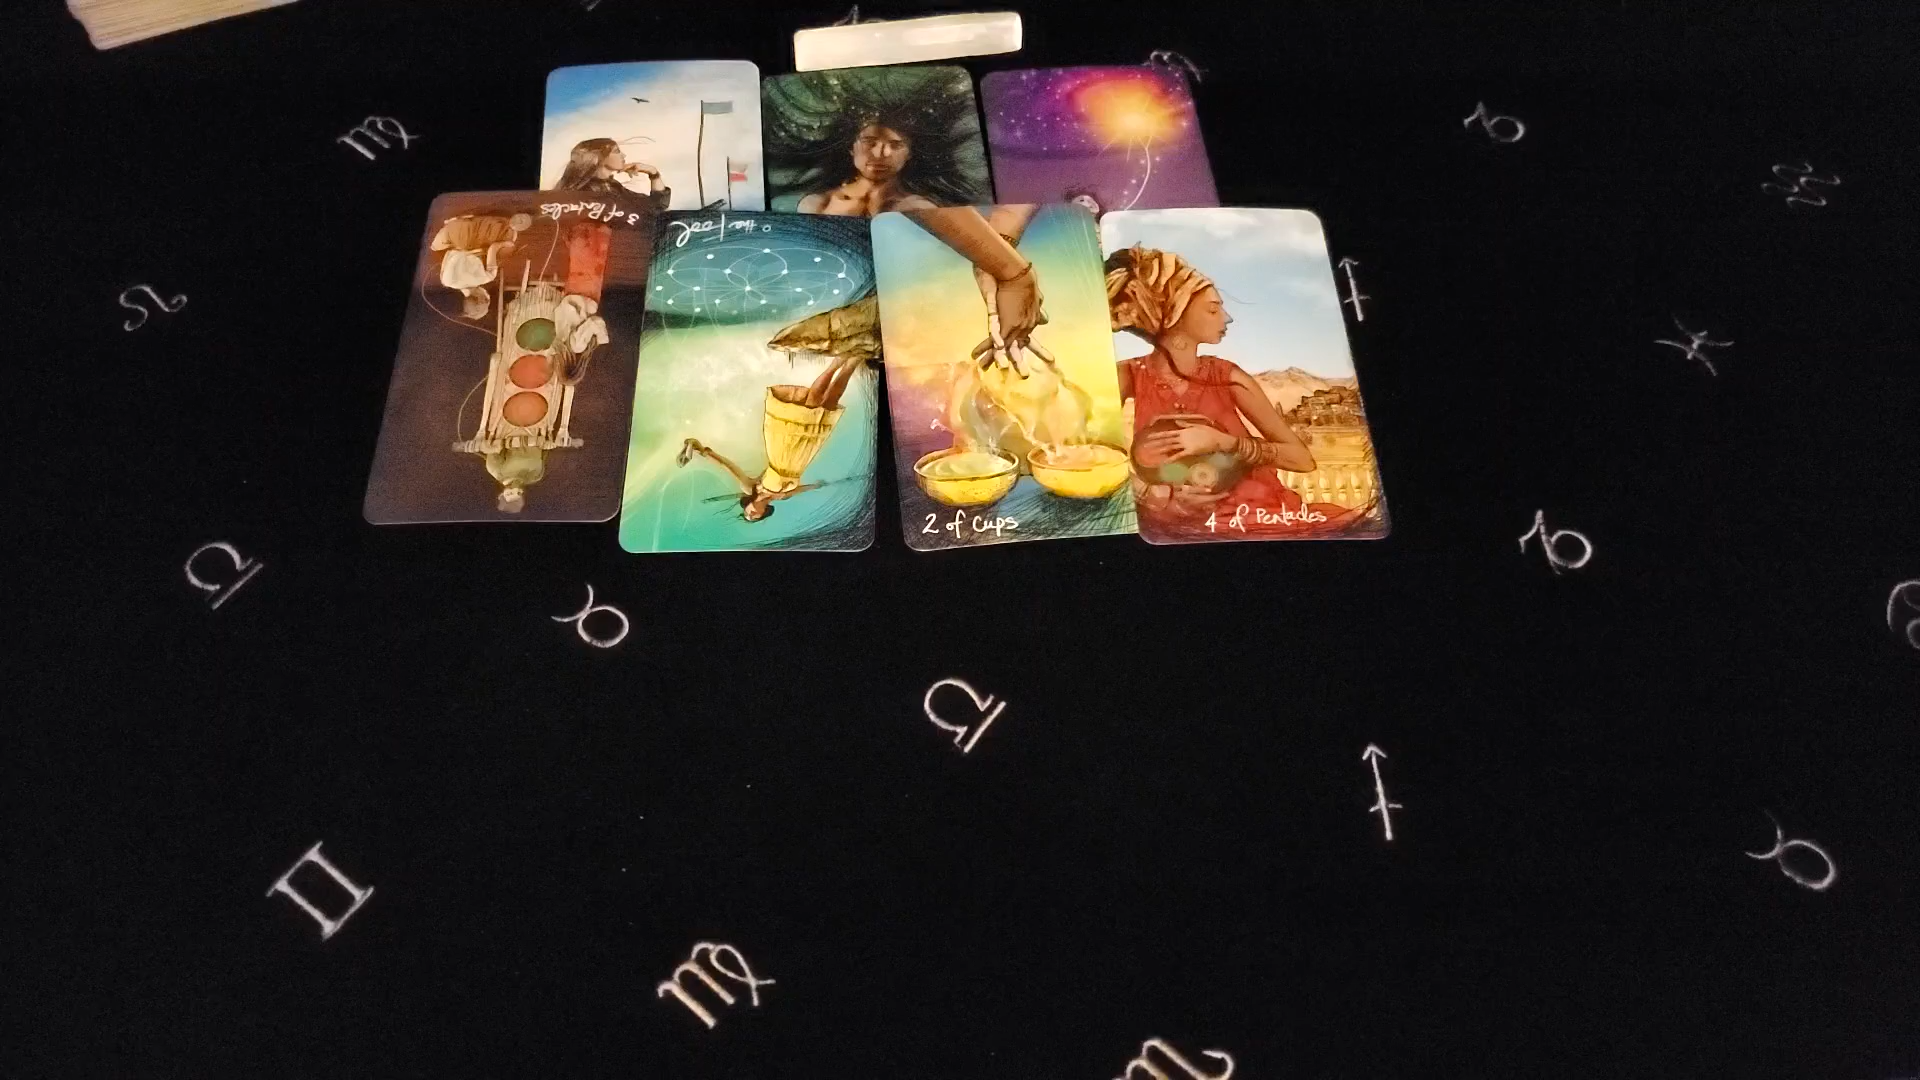 3 of Pentacles
0 the Fool
2 of Cups
4 of Pentacles